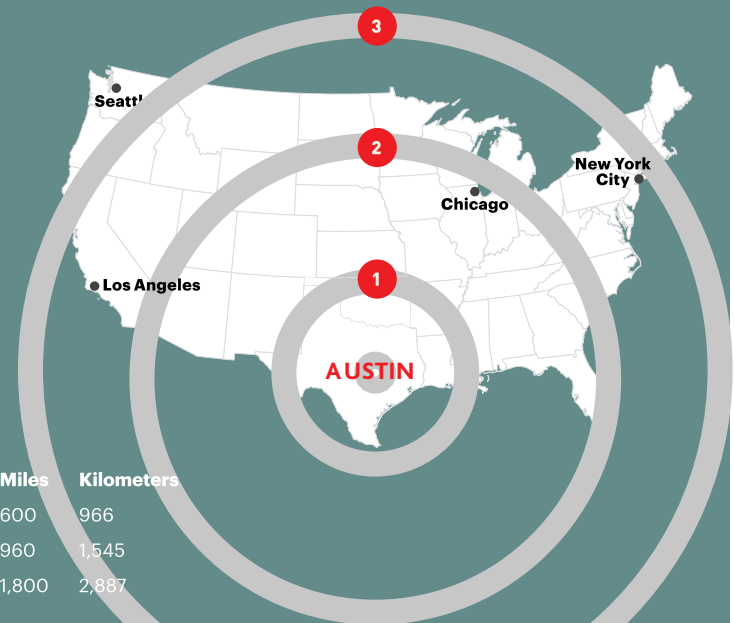 3
Seattl
2
New York
City
Chicago
1
Los Angeles
AUSTIN
Miles Kilometers
600 966
960 1,545
1,800 2,887